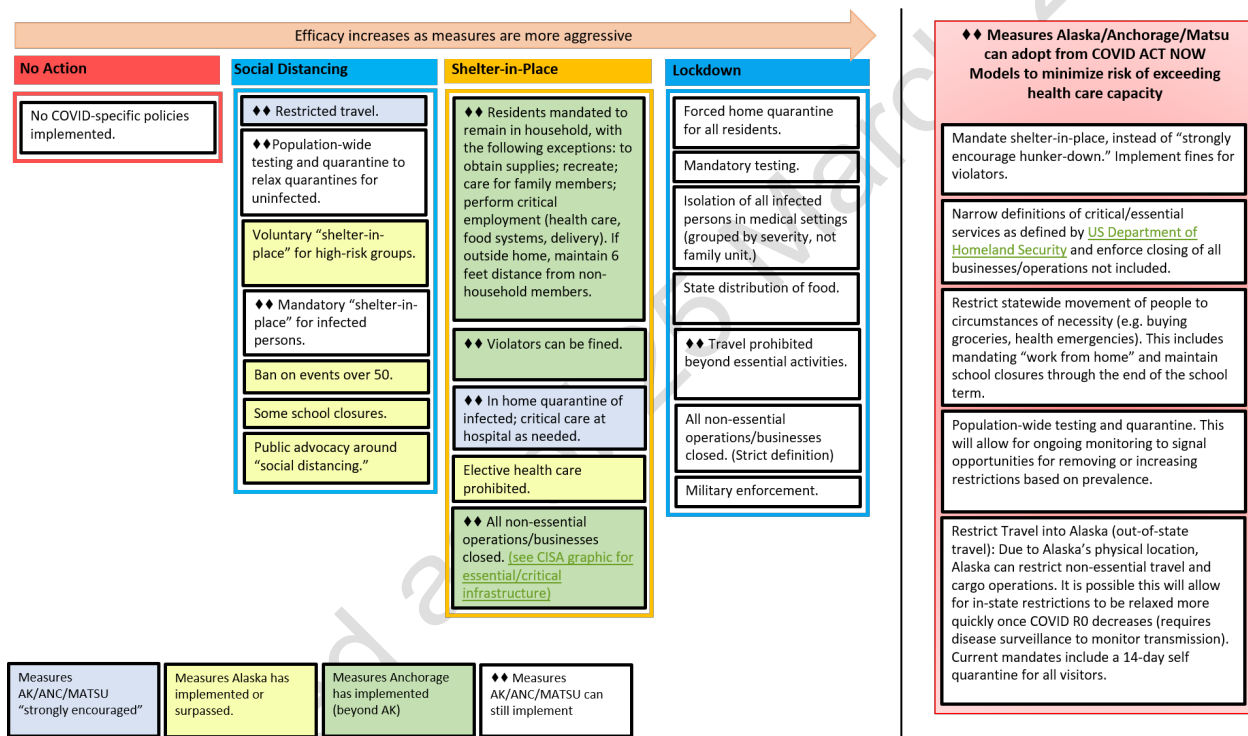 Efficacy increases as measures are more aggressive
No Action
No COVID-specific policies
implemented.
Social Distancing
♦♦ Restricted travel.
♦♦Population-wide
testing and quarantine to
relax quarantines for
uninfected.
Voluntary “shelter-in-
place” for high-risk groups.
♦♦ Mandatory “shelter-in-
place” for infected
persons.
Ban on events over 50.
Some school closures.
Public advocacy around
“social distancing.”
Shelter-in-Place
♦♦ Residents mandated to
remain in household, with
the following exceptions: to
obtain supplies; recreate;
care for family members;
perform critical
employment (health care,
food systems, delivery). If
outside home, maintain 6
feet distance from non-
household members.
♦♦ Violators can be fined.
♦♦ In home quarantine of
infected; critical care at
hospital as needed.
Elective health care
prohibited.
♦♦ All non-essential
operations/businesses
closed. (see CISA graphic for
essential/critical
infrastructure)
Lockdown
Forced home quarantine
for all residents.
Mandatory testing.
Isolation of all infected
persons in medical settings
(grouped by severity, not
family unit.)
State distribution of food.
♦♦ Travel prohibited
beyond essential activities.
All non-essential
operations/businesses
closed. (Strict definition)
Military enforcement.
Measures
AK/ANC/MATSU
“strongly encouraged”
Measures Alaska has
implemented or
surpassed.
Measures Anchorage
has implemented
(beyond AK)
♦♦ Measures
AK/ANC/MATSU can
still implement
♦♦ Measures Alaska/Anchorage/Matsu
can adopt from COVID ACT NOW
Models to minimize risk of exceeding
health care capacity
Mandate shelter-in-place, instead of “strongly
encourage hunker-down.” Implement fines for
violators.
Narrow definitions of critical/essential
services as defined by US Department of
Homeland Security and enforce closing of all
businesses/operations not included.
Restrict statewide movement of people to
circumstances of necessity (e.g. buying
groceries, health emergencies). This includes
mandating “work from home” and maintain
school closures through the end of the school
term.
Population-wide testing and quarantine. This
will allow for ongoing monitoring to signal
opportunities for removing or increasing
restrictions based on prevalence.
Restrict Travel into Alaska (out-of-state
travel): Due to Alaska’s physical location,
Alaska can restrict non-essential travel and
cargo operations. It is possible this will allow
for in-state restrictions to be relaxed more
quickly once COVID R0 decreases (requires
disease surveillance to monitor transmission).
Current mandates include a 14-day self
quarantine for all visitors.